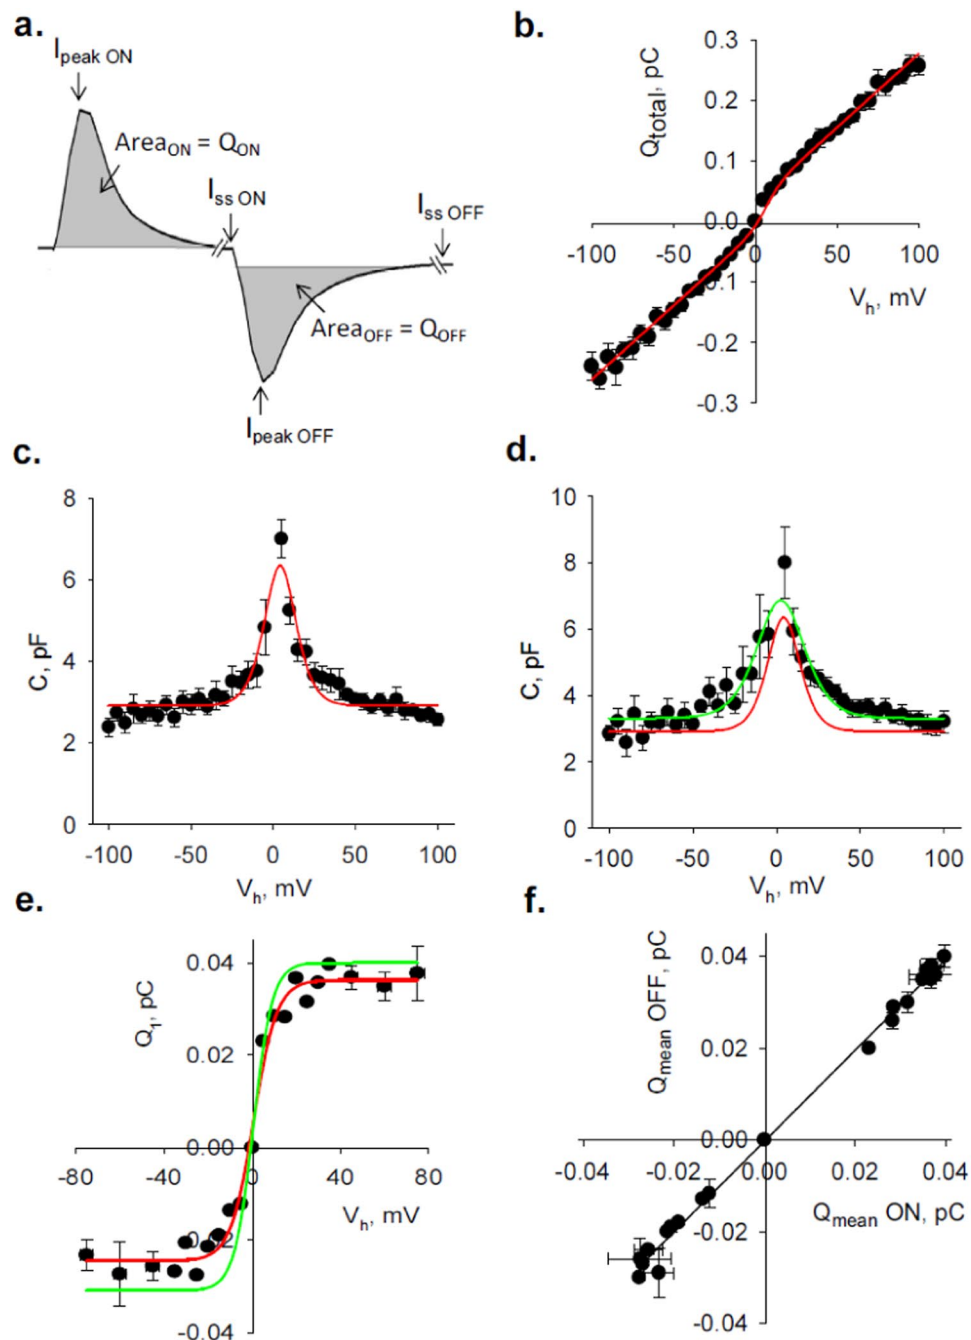 a.
I peak ON
Area ON = Q ON
I ss ON
I ss OFF
Area OFF = Q OFF
I peak OFF
b.
Q total, pC
0.3
0.2
0.1
0.0
-100 -50 0 50 100
0.1
V h, mV
-0.2
-0.3
c.
8
6
4
2
0
C, pF
-100 -50 0 50 100
V h, mV
d.
10
8
6
4
2
0
C, pF
-100 -50 0 50 100
V h, mV
e.
0.04
Q 1, pC
0.02
0.00
-80 -40 0 40 80
V h, mV
-0.04
f.
0.04
Q mean OFF, pC
0.02
0.00
-0.04 -0.02 0.00 0.02 0.04
Q mean ON, pC
-0.02
-0.04